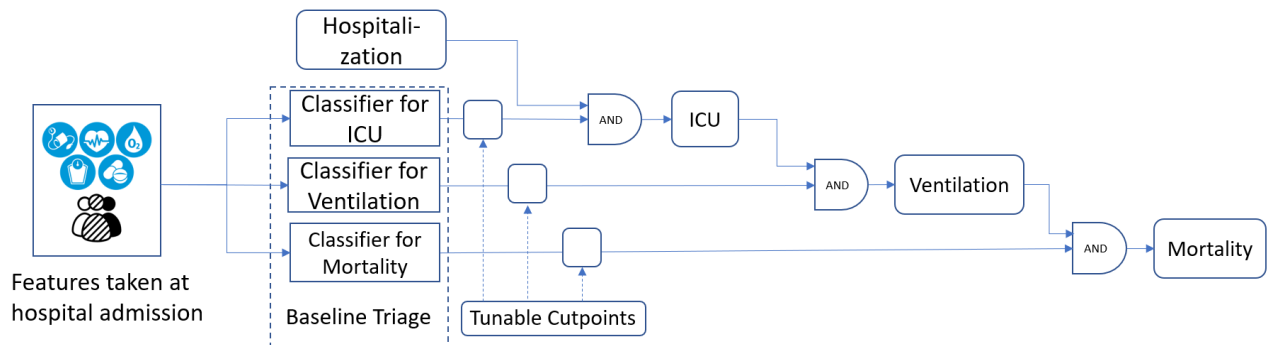 Hospitali-
zation
Classifier for
ICU
AND
ICU
O₂
Classifier for
Ventilation
AND
Ventilation
Classifier for
Mortality
AND
Mortality
Features taken at
hospital admission
Baseline Triage
Tunable Cutpoints